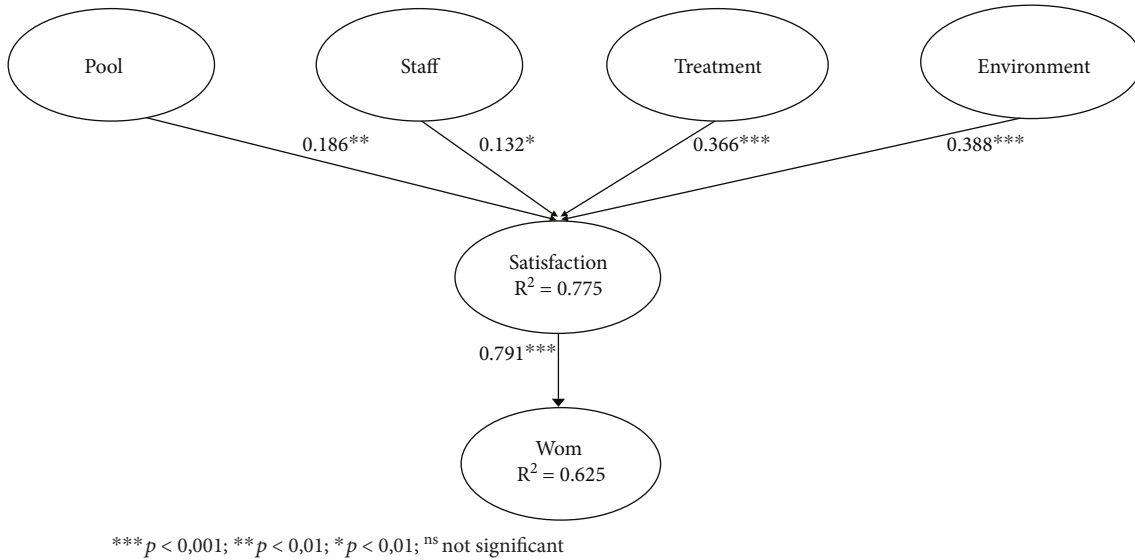 Pool
Staff
Treatment
Environment
0.186**
0.132*
0.366***
0.388***
Satisfaction
R² = 0.775
0.791***
Wom
R² = 0.625
***p < 0,001; **p < 0,01; *p < 0,01; ⁿˢ not significant